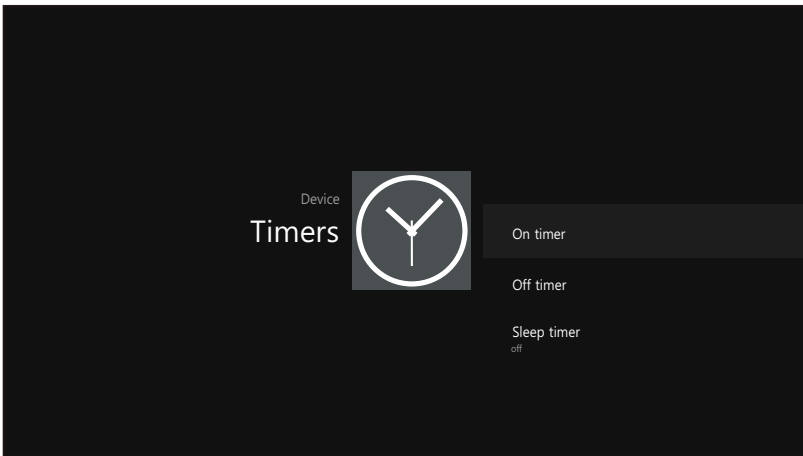 Device
Timers
On timer
Off timer
Sleep timer
off